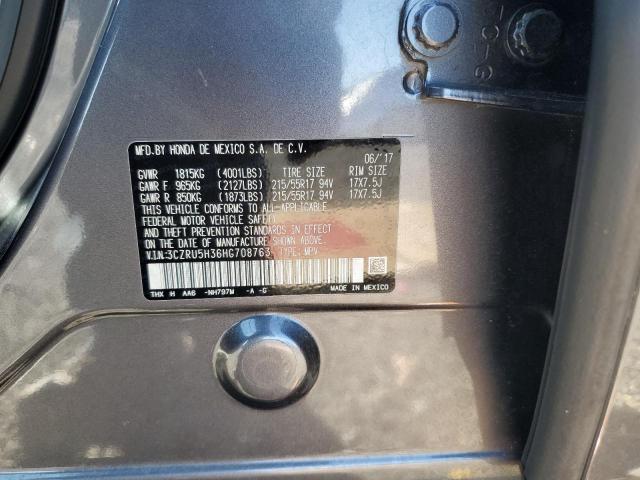 MFD.BY HONDA DE MEXICO S.A. DE C.V.
06/'17
GVWR 1815KG (4001LBS) TIRE SIZE RIM SIZE
GAWR F 965KG (2127LBS) 215/55R17 94V 17X7.5J
GAWR R 850KG (1873LBS) 215/55R17 94V 17X7.5J
THIS VEHICLE CONFORMS TO ALL APPLICABLE
FEDERAL MOTOR VEHICLE SAFETY
AND THEFT PREVENTION STANDARDS IN EFFECT
ON THE DATE OF MANUFACTURE SHOWN ABOVE.
V.I.N:3CZRU5H36HG708763 TYPE: MPV
THX H AA6 -NH797M -A -G MADE IN MEXICO